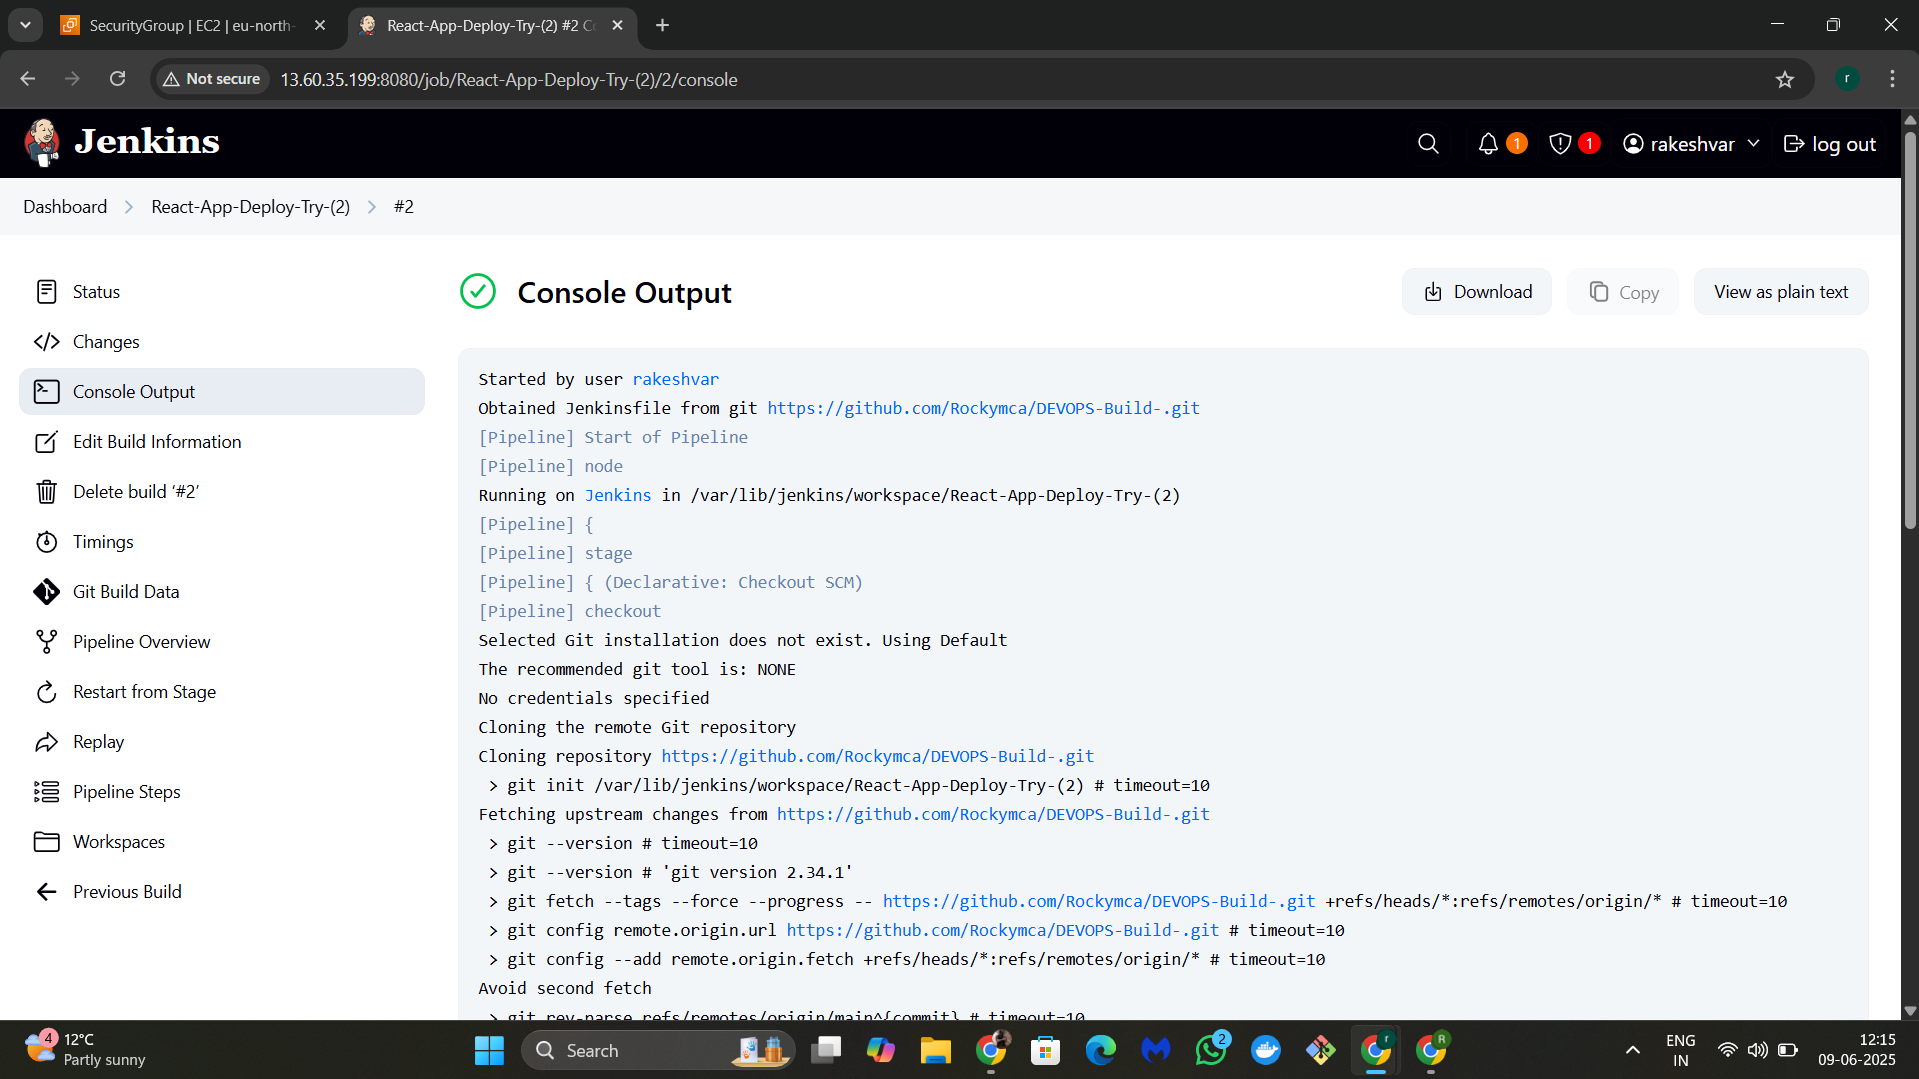 SecurityGroup | EC2 | eu-north-
React-App-Deploy-Try-(2) #2 Co
Not secure
13.60.35.199:8080/job/React-App-Deploy-Try-(2)/2/console
r
Jenkins
1
1
rakeshvar
log out
Dashboard
React-App-Deploy-Try-(2)
#2
Status
Changes
Console Output
Edit Build Information
Delete build ‘#2’
Timings
Git Build Data
Pipeline Overview
Restart from Stage
Replay
Pipeline Steps
Workspaces
Previous Build
Console Output
Download
Copy
View as plain text
Started by user rakeshvar
Obtained Jenkinsfile from git https://github.com/Rockymca/DEVOPS-Build-.git
[Pipeline] Start of Pipeline
[Pipeline] node
Running on Jenkins in /var/lib/jenkins/workspace/React-App-Deploy-Try-(2)
[Pipeline] {
[Pipeline] stage
[Pipeline] { (Declarative: Checkout SCM)
[Pipeline] checkout
Selected Git installation does not exist. Using Default
The recommended git tool is: NONE
No credentials specified
Cloning the remote Git repository
Cloning repository https://github.com/Rockymca/DEVOPS-Build-.git
> git init /var/lib/jenkins/workspace/React-App-Deploy-Try-(2) # timeout=10
Fetching upstream changes from https://github.com/Rockymca/DEVOPS-Build-.git
> git --version # timeout=10
> git --version # 'git version 2.34.1'
> git fetch --tags --force --progress -- https://github.com/Rockymca/DEVOPS-Build-.git +refs/heads/*:refs/remotes/origin/* # timeout=10
> git config remote.origin.url https://github.com/Rockymca/DEVOPS-Build-.git # timeout=10
> git config --add remote.origin.fetch +refs/heads/*:refs/remotes/origin/* # timeout=10
Avoid second fetch
> git rev-parse refs/remotes/origin/main^{commit} # timeout=10
4
12°C
Partly sunny
Search
2
r
R
ENG
IN
12:15
09-06-2025